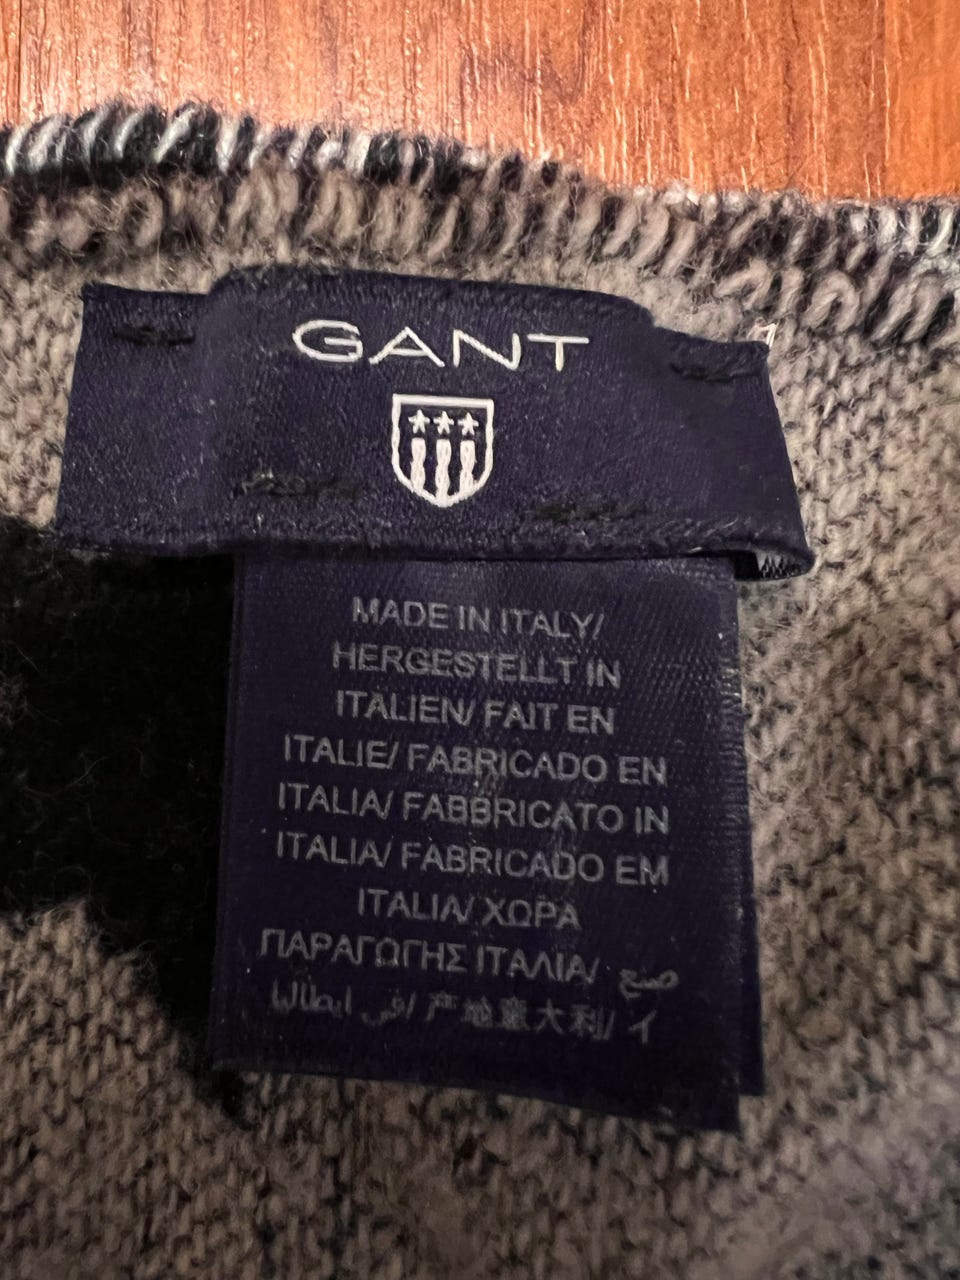 GANT
MADE IN ITALY/
HERGESTELLT IN
ITALIEN/ FAIT EN
ITALIE/ FABRICADO EN
ITALIA/ FABBRICATO IN
ITALIA/ FABRICADO EM
ITALIA/ ΧΩΡΑ
ΠΑΡΑΓΩΓΗΣ ΙΤΑΛΙΑ/ صنع
في ايطاليا/ 产地意大利/ イ